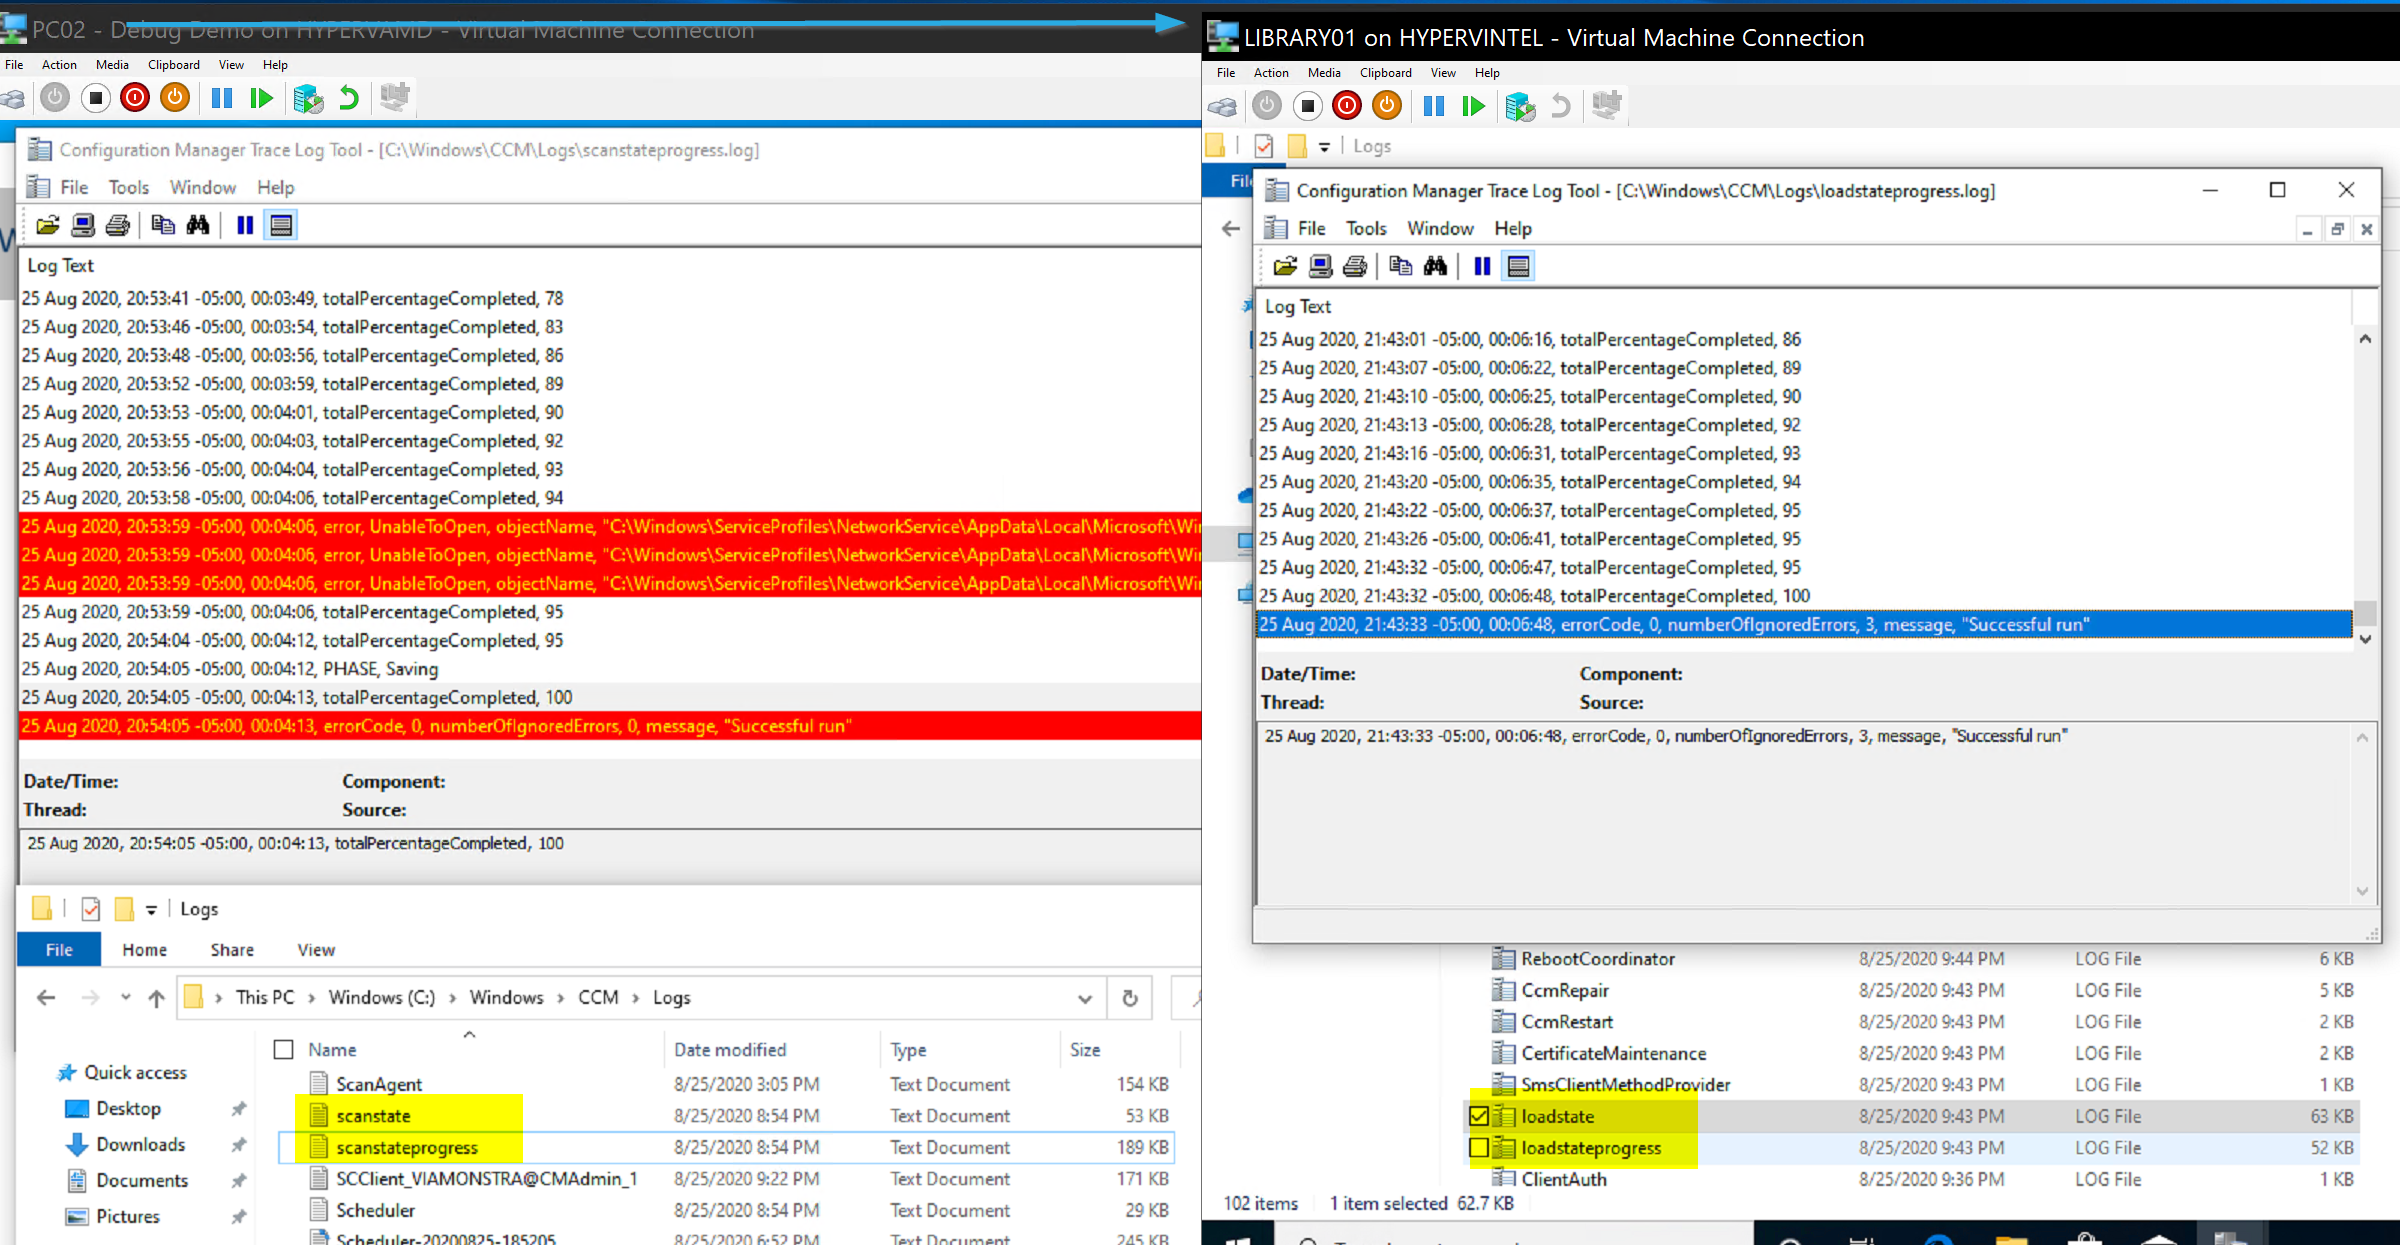 PC02 - Debug Demo on HYPERVAMD - Virtual Machine Connection
File Action Media Clipboard View Help
Configuration Manager Trace Log Tool - [C:\Windows\CCM\Logs\scanstateprogress.log]
File Tools Window Help
Log Text
25 Aug 2020, 20:53:41 -05:00, 00:03:49, totalPercentageCompleted, 78
25 Aug 2020, 20:53:46 -05:00, 00:03:54, totalPercentageCompleted, 83
25 Aug 2020, 20:53:48 -05:00, 00:03:56, totalPercentageCompleted, 86
25 Aug 2020, 20:53:52 -05:00, 00:03:59, totalPercentageCompleted, 89
25 Aug 2020, 20:53:53 -05:00, 00:04:01, totalPercentageCompleted, 90
25 Aug 2020, 20:53:55 -05:00, 00:04:03, totalPercentageCompleted, 92
25 Aug 2020, 20:53:56 -05:00, 00:04:04, totalPercentageCompleted, 93
25 Aug 2020, 20:53:58 -05:00, 00:04:06, totalPercentageCompleted, 94
25 Aug 2020, 20:53:59 -05:00, 00:04:06, error, UnableToOpen, objectName, "C:\Windows\ServiceProfiles\NetworkService\AppData\Local\Microsoft\Wi
25 Aug 2020, 20:53:59 -05:00, 00:04:06, error, UnableToOpen, objectName, "C:\Windows\ServiceProfiles\NetworkService\AppData\Local\Microsoft\Wi
25 Aug 2020, 20:53:59 -05:00, 00:04:06, error, UnableToOpen, objectName, "C:\Windows\ServiceProfiles\NetworkService\AppData\Local\Microsoft\Wi
25 Aug 2020, 20:53:59 -05:00, 00:04:06, totalPercentageCompleted, 95
25 Aug 2020, 20:54:04 -05:00, 00:04:12, totalPercentageCompleted, 95
25 Aug 2020, 20:54:05 -05:00, 00:04:12, PHASE, Saving
25 Aug 2020, 20:54:05 -05:00, 00:04:13, totalPercentageCompleted, 100
25 Aug 2020, 20:54:05 -05:00, 00:04:13, errorCode, 0, numberOfIgnoredErrors, 0, message, "Successful run"
Date/Time: Component:
Thread: Source:
25 Aug 2020, 20:54:05 -05:00, 00:04:13, totalPercentageCompleted, 100
Logs
File Home Share View
This PC Windows (C:) Windows CCM Logs
Name Date modified Type Size
Quick access
Desktop
Downloads
Documents
Pictures
ScanAgent 8/25/2020 3:05 PM Text Document 154 KB
scanstate 8/25/2020 8:54 PM Text Document 53 KB
scanstateprogress 8/25/2020 8:54 PM Text Document 189 KB
SCClient_VIAMONSTRA@CMAdmin_1 8/25/2020 9:22 PM Text Document 171 KB
Scheduler 8/25/2020 8:54 PM Text Document 29 KB
Scheduler-20200825-185205 8/25/2020 6:52 PM Text Document 245 KB
LIBRARY01 on HYPERVINTEL - Virtual Machine Connection
File Action Media Clipboard View Help
Logs
Configuration Manager Trace Log Tool - [C:\Windows\CCM\Logs\loadstateprogress.log]
File Tools Window Help
Log Text
25 Aug 2020, 21:43:01 -05:00, 00:06:16, totalPercentageCompleted, 86
25 Aug 2020, 21:43:07 -05:00, 00:06:22, totalPercentageCompleted, 89
25 Aug 2020, 21:43:10 -05:00, 00:06:25, totalPercentageCompleted, 90
25 Aug 2020, 21:43:13 -05:00, 00:06:28, totalPercentageCompleted, 92
25 Aug 2020, 21:43:16 -05:00, 00:06:31, totalPercentageCompleted, 93
25 Aug 2020, 21:43:20 -05:00, 00:06:35, totalPercentageCompleted, 94
25 Aug 2020, 21:43:22 -05:00, 00:06:37, totalPercentageCompleted, 95
25 Aug 2020, 21:43:26 -05:00, 00:06:41, totalPercentageCompleted, 95
25 Aug 2020, 21:43:32 -05:00, 00:06:47, totalPercentageCompleted, 95
25 Aug 2020, 21:43:32 -05:00, 00:06:48, totalPercentageCompleted, 100
25 Aug 2020, 21:43:33 -05:00, 00:06:48, errorCode, 0, numberOfIgnoredErrors, 3, message, "Successful run"
Date/Time: Component:
Thread: Source:
25 Aug 2020, 21:43:33 -05:00, 00:06:48, errorCode, 0, numberOfIgnoredErrors, 3, message, "Successful run"
RebootCoordinator 8/25/2020 9:44 PM LOG File 6 KB
CcmRepair 8/25/2020 9:43 PM LOG File 5 KB
CcmRestart 8/25/2020 9:43 PM LOG File 2 KB
CertificateMaintenance 8/25/2020 9:43 PM LOG File 2 KB
SmsClientMethodProvider 8/25/2020 9:43 PM LOG File 1 KB
loadstate 8/25/2020 9:43 PM LOG File 63 KB
loadstateprogress 8/25/2020 9:43 PM LOG File 52 KB
ClientAuth 8/25/2020 9:36 PM LOG File 1 KB
102 items 1 item selected 62.7 KB